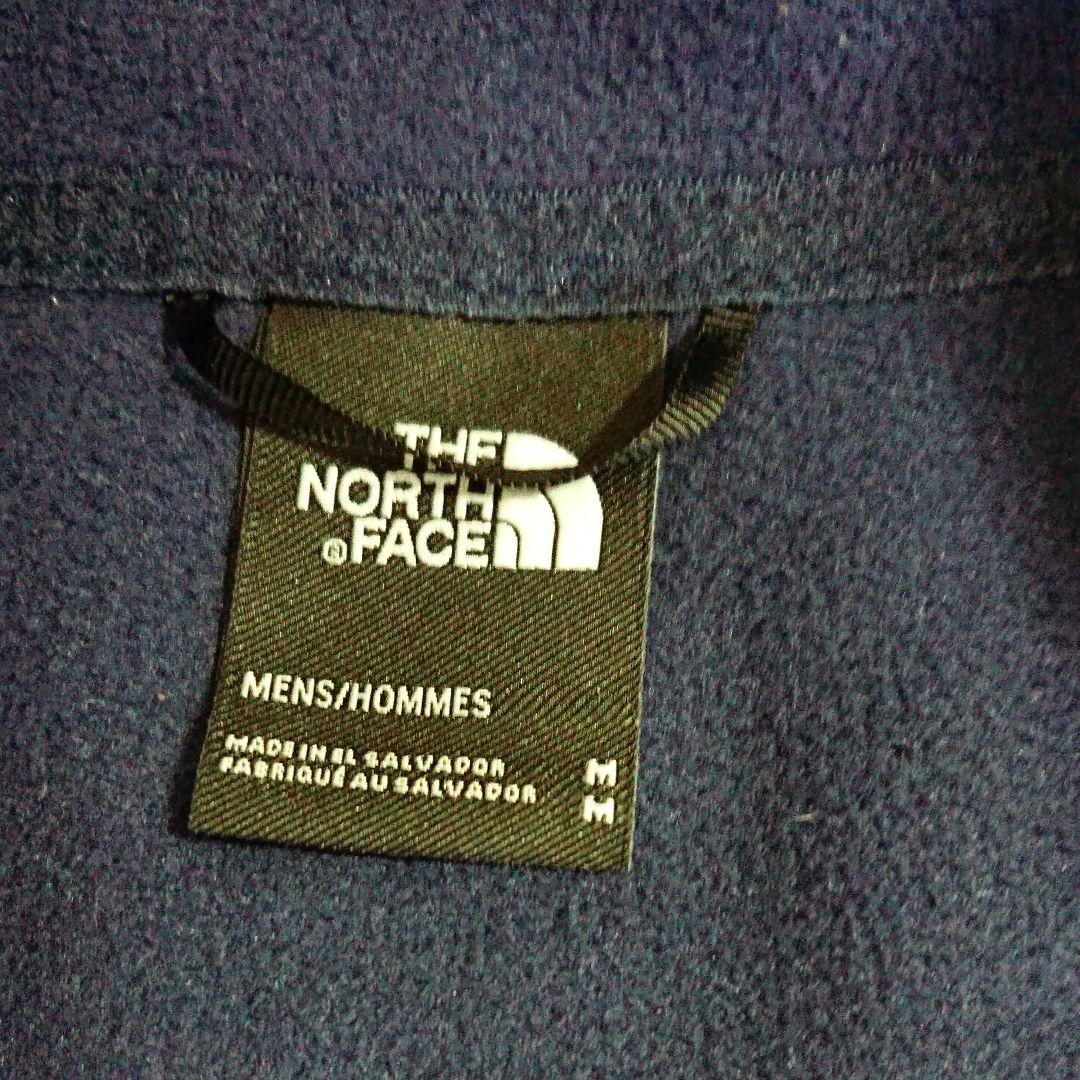 THE
NORTH
® FACE
MENS/HOMMES
MADE IN EL SALVADOR
FABRIQUÉ AU SALVADOR
M
M